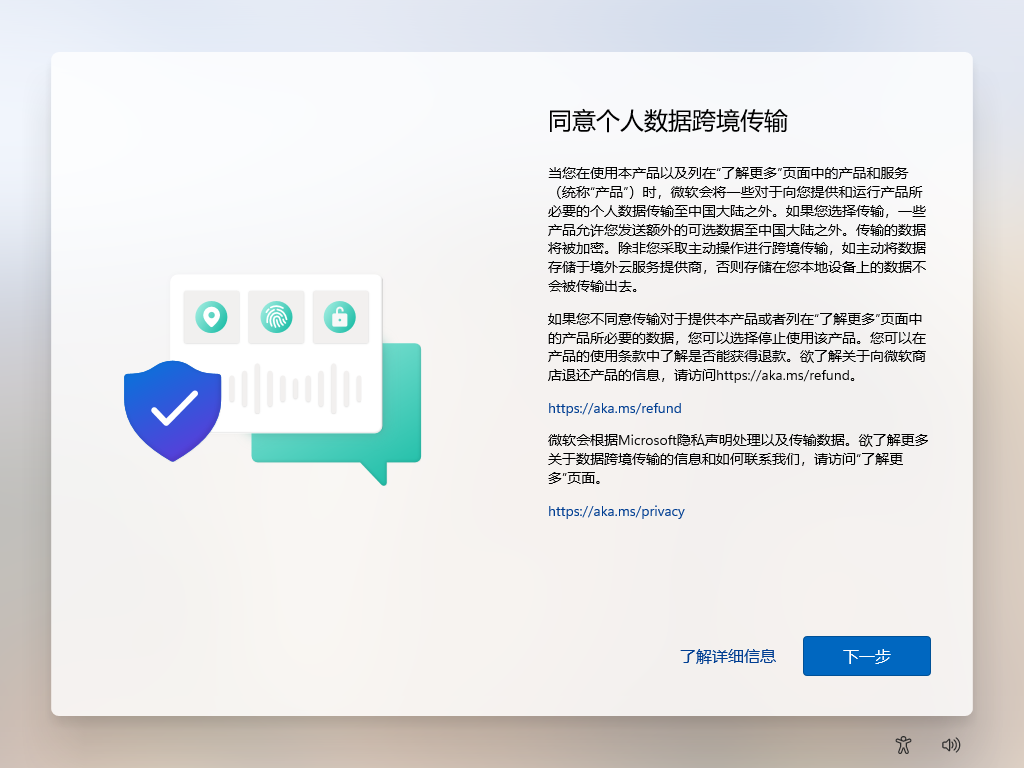 同意个人数据跨境传输
当您在使用本产品以及列在“了解更多”页面中的产品和服务
（统称“产品”）时，微软会将一些对于向您提供和运行产品所
必要的个人数据传输至中国大陆之外。如果您选择传输，一些
产品允许您发送额外的可选数据至中国大陆之外。传输的数据
将被加密。除非您采取主动操作进行跨境传输，如主动将数据
存储于境外云服务提供商，否则存储在您本地设备上的数据不
会被传输出去。
如果您不同意传输对于提供本产品或者列在“了解更多”页面中
的产品所必要的数据，您可以选择停止使用该产品。您可以在
产品的使用条款中了解是否能获得退款。欲了解关于向微软商
店退还产品的信息，请访问https://aka.ms/refund。
https://aka.ms/refund
微软会根据Microsoft隐私声明处理以及传输数据。欲了解更多
关于数据跨境传输的信息和如何联系我们，请访问“了解更
多”页面。
https://aka.ms/privacy
了解详细信息
下一步